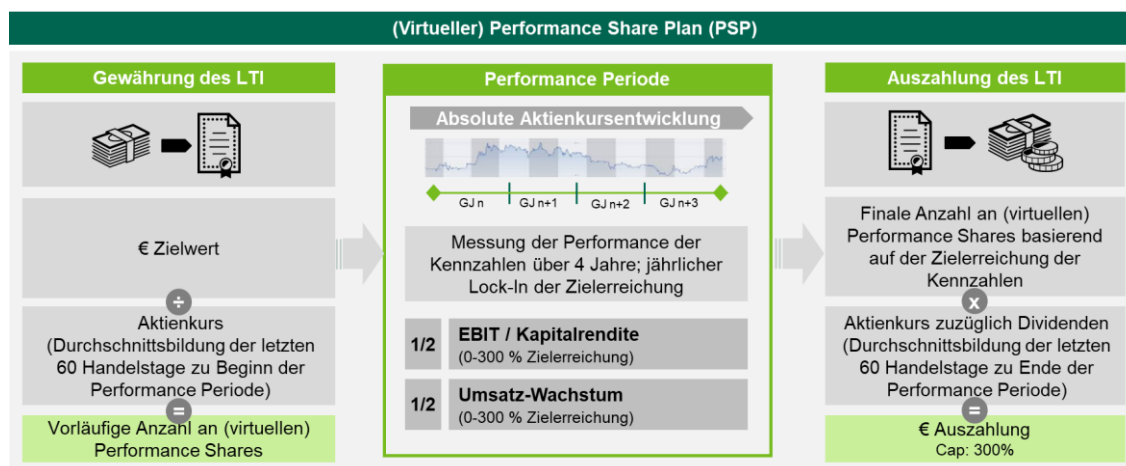 (Virtueller) Performance Share Plan (PSP)
Gewährung des LTI
€ Zielwert
÷
Aktienkurs
(Durchschnittsbildung der letzten
60 Handelstage zu Beginn der
Performance Periode)
=
Vorläufige Anzahl an (virtuellen)
Performance Shares
Performance Periode
Absolute Aktienkursentwicklung
GJ n GJ n+1 GJ n+2 GJ n+3
Messung der Performance der
Kennzahlen über 4 Jahre; jährlicher
Lock-In der Zielerreichung
1/2 EBIT / Kapitalrendite
(0-300 % Zielerreichung)
1/2 Umsatz-Wachstum
(0-300 % Zielerreichung)
Auszahlung des LTI
Finale Anzahl an (virtuellen)
Performance Shares basierend
auf der Zielerreichung der
Kennzahlen
x
Aktienkurs zuzüglich Dividenden
(Durchschnittsbildung der letzten
60 Handelstage zu Ende der
Performance Periode)
=
€ Auszahlung
Cap: 300%